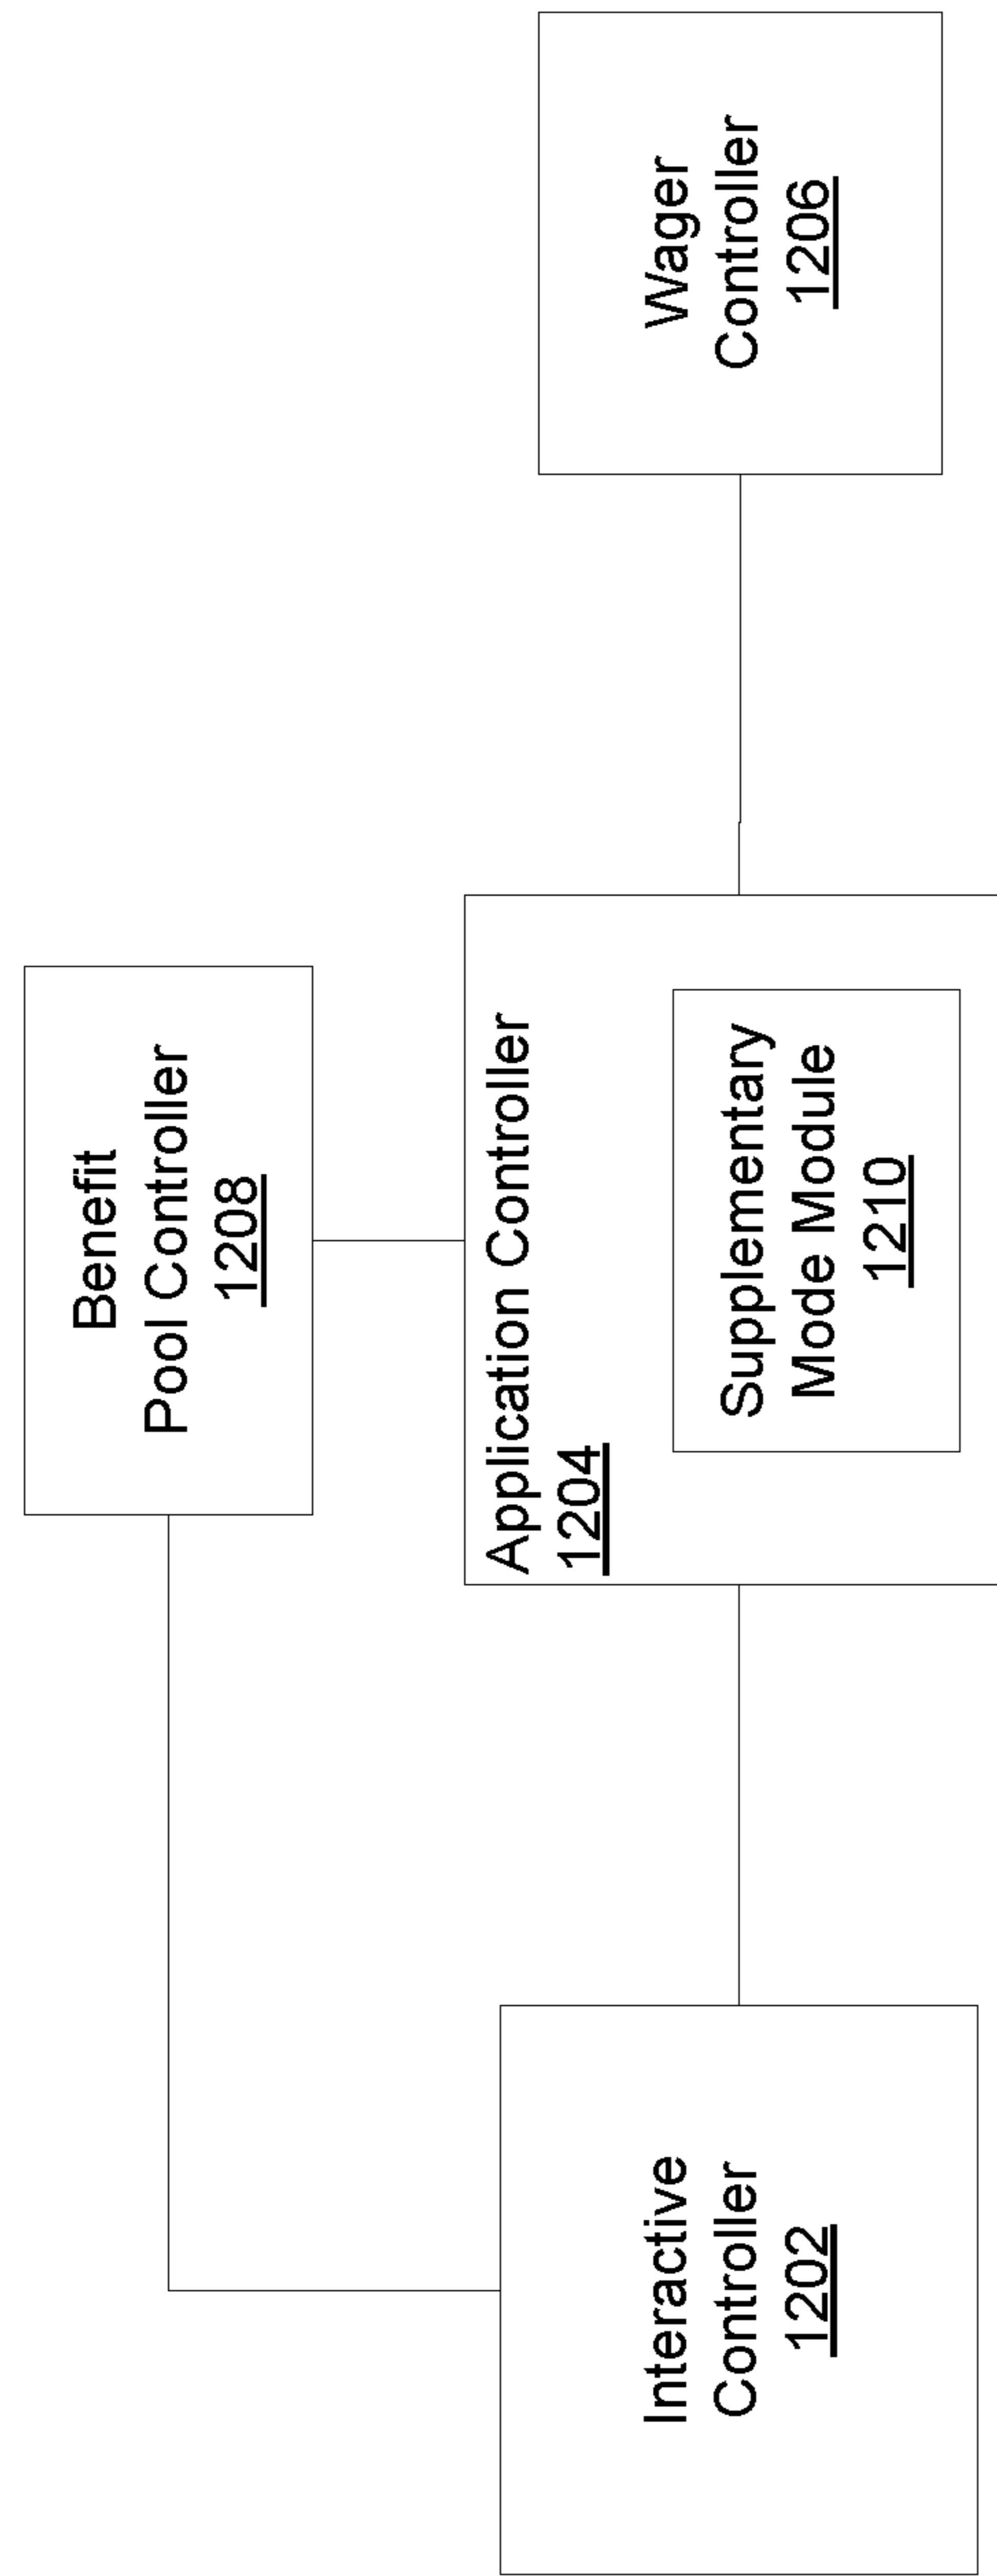 Benefit
Pool Controller
1208
Application Controller
1204
Supplementary
Mode Module
1210
Interactive
Controller
1202
Wager
Controller
1206